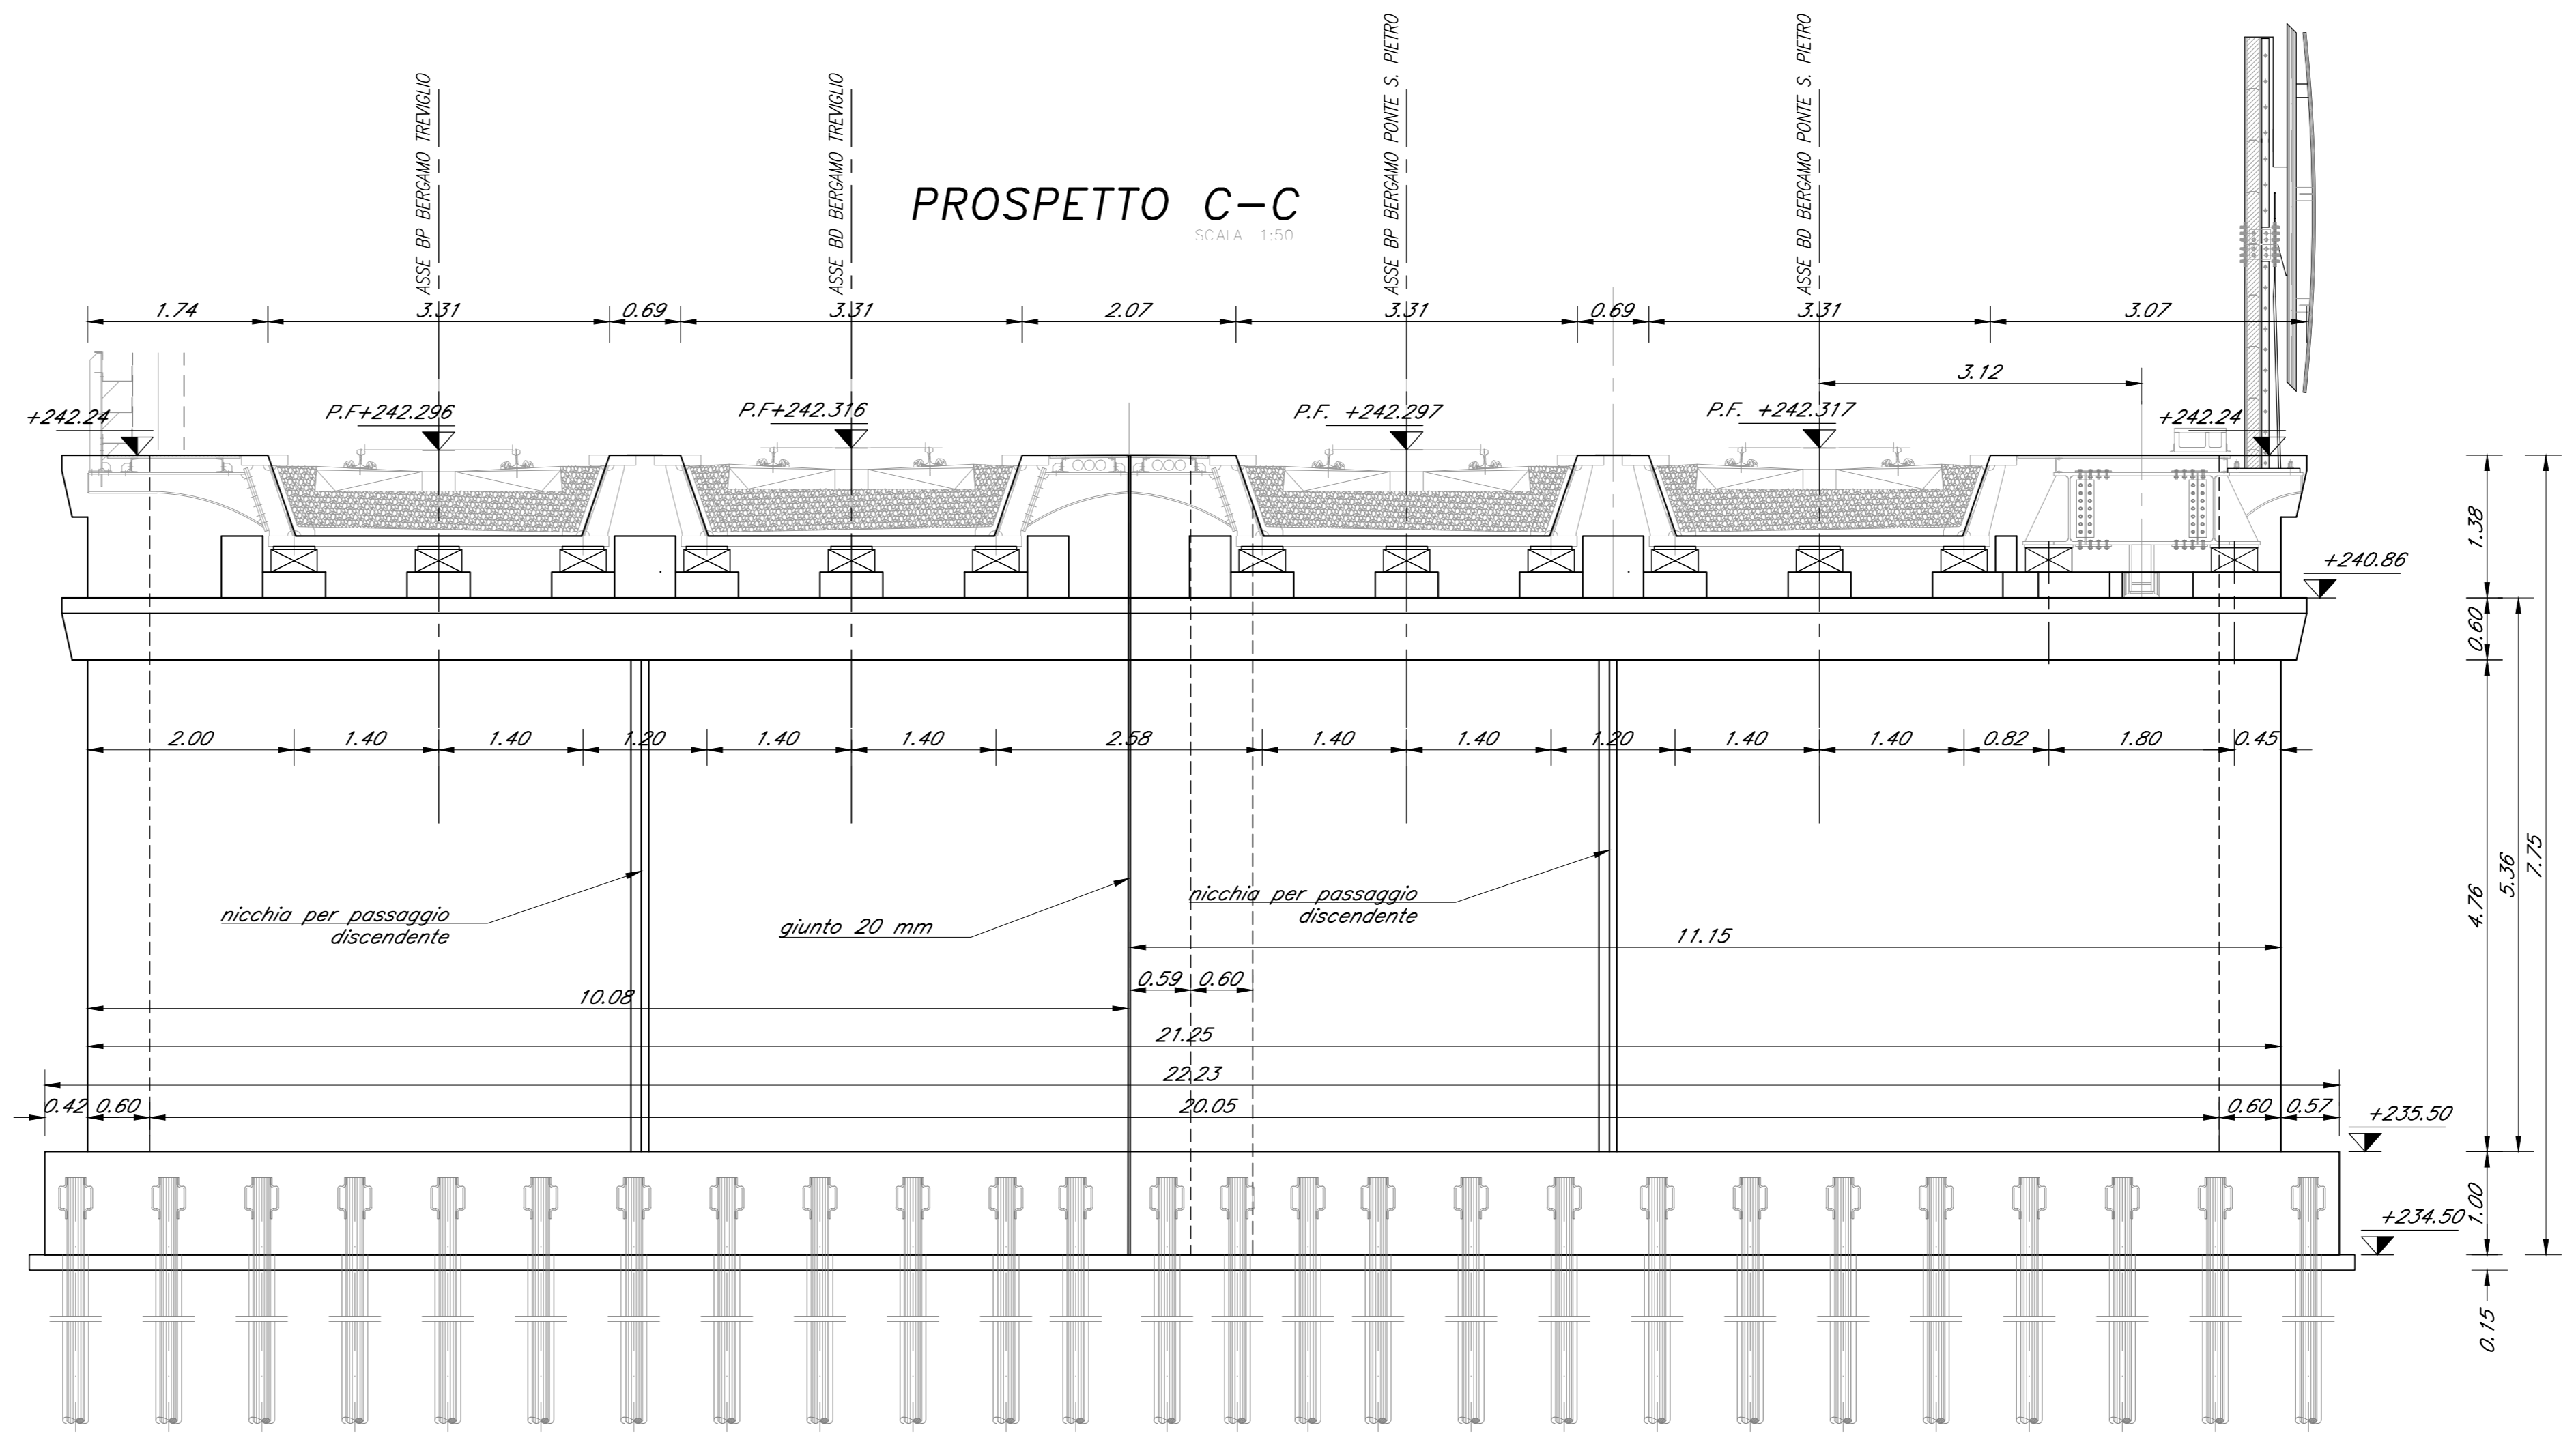 ASSE BP BERGAMO TREVIGLIO
ASSE BD BERGAMO TREVIGLIO
ASSE BP BERGAMO PONTE S. PIETRO
ASSE BD BERGAMO PONTE S. PIETRO
PROSPETTO C-C
SCALA 1:50
1.74 3.31 0.69 3.31 2.07 3.31 0.69 3.31 3.07
3.12
+242.24 P.F+242.296 P.F+242.316 P.F. +242.297 P.F. +242.317 +242.24
1.38
+240.86
0.60
2.00 1.40 1.40 1.20 1.40 1.40 2.58 1.40 1.40 1.20 1.40 1.40 0.82 1.80 0.45
4.76 5.36 7.75
nicchia per passaggio
discendente
giunto 20 mm
nicchia per passaggio
discendente
11.15
0.59 0.60
10.08
21.25
22.23
0.42 0.60 20.05 0.60 0.57 +235.50
1.00
+234.50
0.15